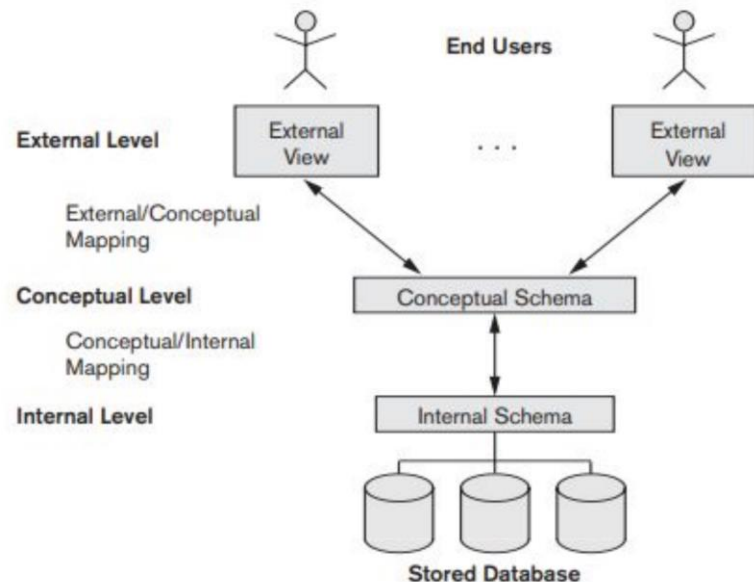 End Users
External Level
External
View
. . .
External
View
External/Conceptual
Mapping
Conceptual Level
Conceptual Schema
Conceptual/Internal
Mapping
Internal Level
Internal Schema
Stored Database